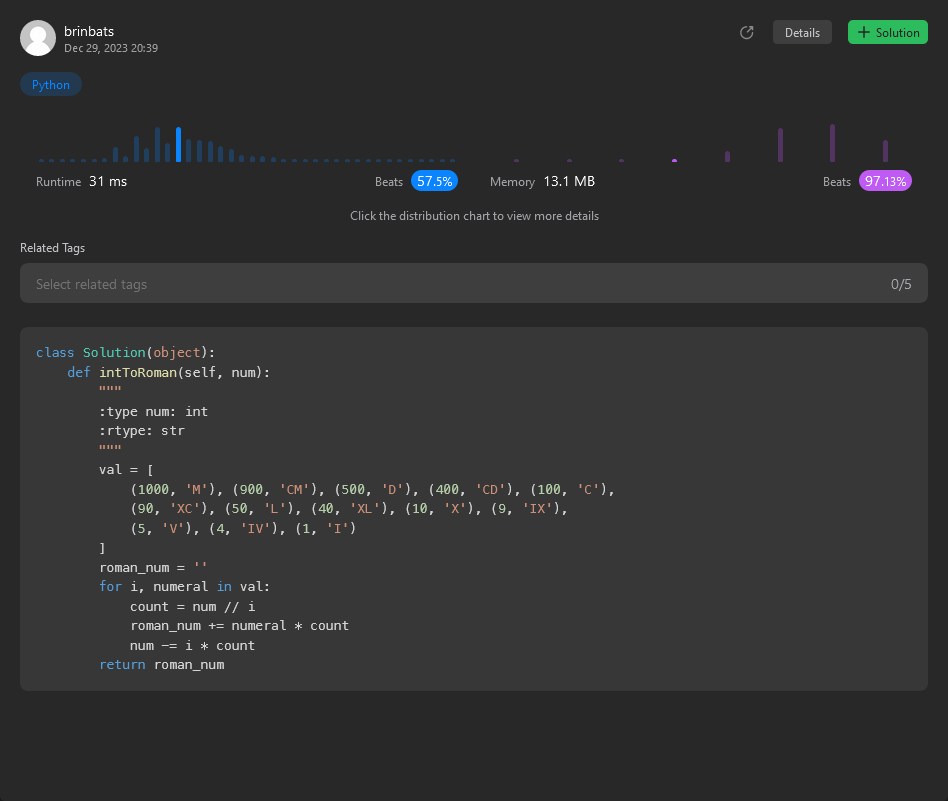 brinbats
Dec 29, 2023 20:39
Details
+ Solution
Python
Runtime 31 ms
Beats 57.5%
Memory 13.1 MB
Beats 97.13%
Click the distribution chart to view more details
Related Tags
Select related tags 0/5
class Solution(object):
    def intToRoman(self, num):
        """
        :type num: int
        :rtype: str
        """
        val = [
            (1000, 'M'), (900, 'CM'), (500, 'D'), (400, 'CD'), (100, 'C'),
            (90, 'XC'), (50, 'L'), (40, 'XL'), (10, 'X'), (9, 'IX'),
            (5, 'V'), (4, 'IV'), (1, 'I')
        ]
        roman_num = ''
        for i, numeral in val:
            count = num // i
            roman_num += numeral * count
            num -= i * count
        return roman_num